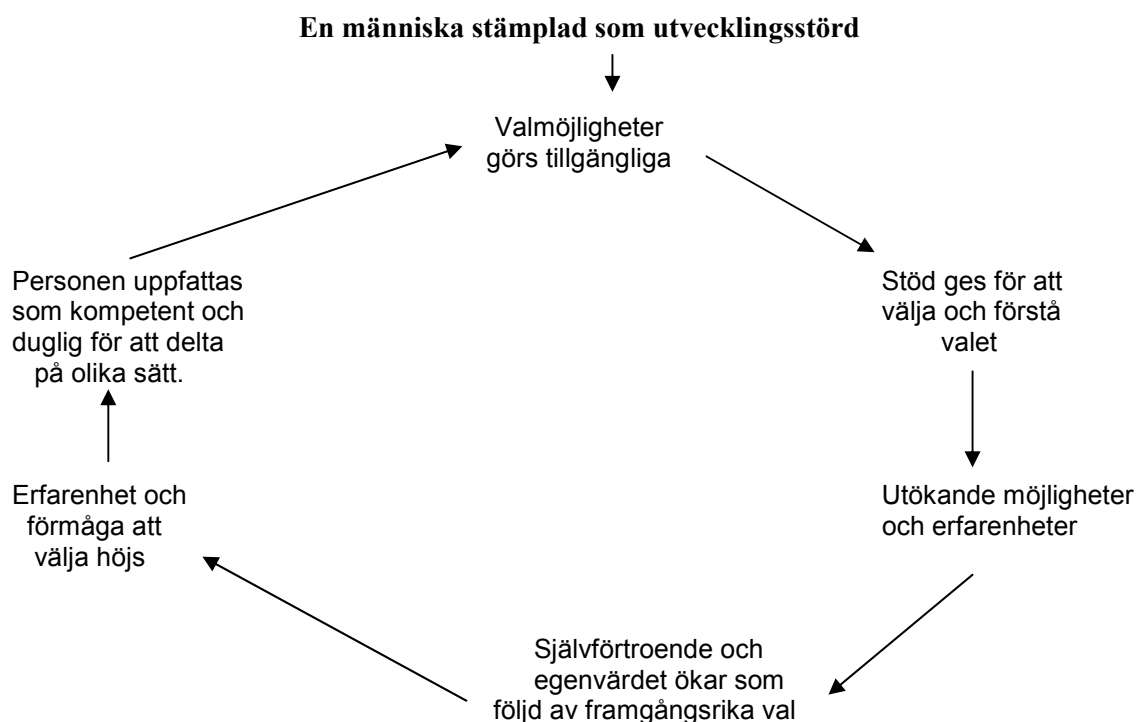 En människa stämplad som utvecklingsstörd
Valmöjligheter
görs tillgängliga
Stöd ges för att
välja och förstå
valet
Utökande möjligheter
och erfarenheter
Självförtroende och
egenvärdet ökar som
följd av framgångsrika val
Erfarenhet och
förmåga att
välja höjs
Personen uppfattas
som kompetent och
duglig för att delta
på olika sätt.